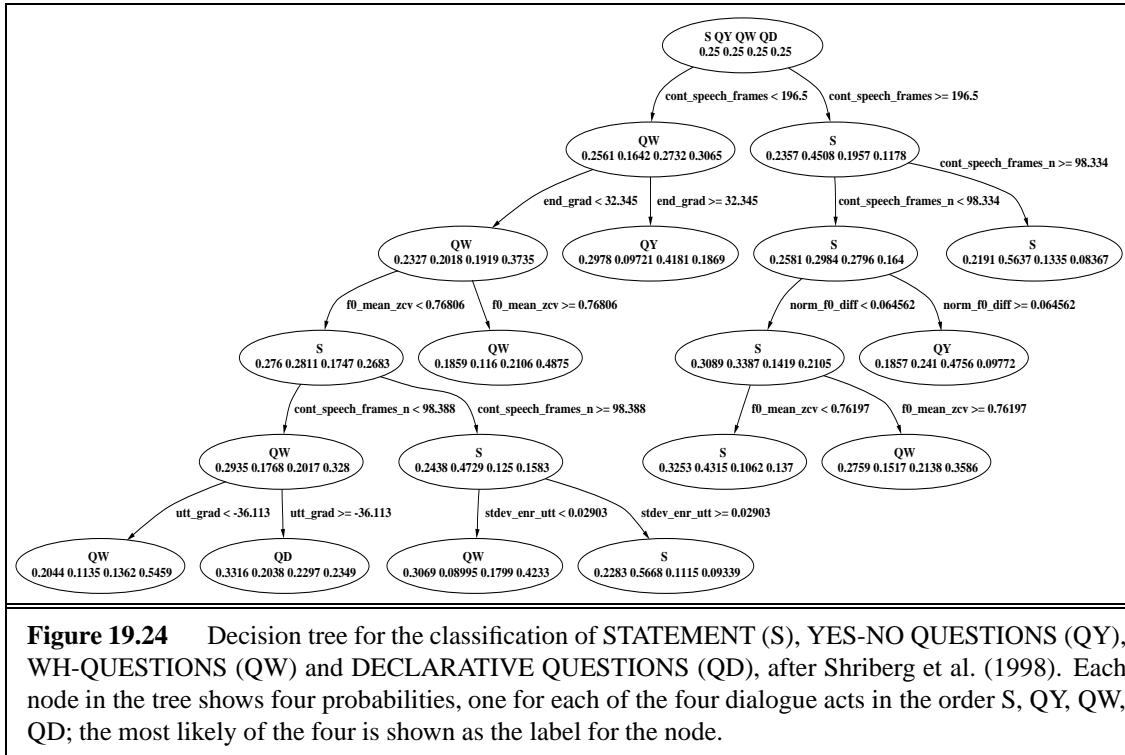 S QY QW QD
0.25 0.25 0.25 0.25
cont_speech_frames < 196.5
cont_speech_frames >= 196.5
QW
0.2561 0.1642 0.2732 0.3065
S
0.2357 0.4508 0.1957 0.1178
cont_speech_frames_n >= 98.334
end_grad < 32.345
end_grad >= 32.345
cont_speech_frames_n < 98.334
QW
0.2327 0.2018 0.1919 0.3735
QY
0.2978 0.09721 0.4181 0.1869
S
0.2581 0.2984 0.2796 0.164
S
0.2191 0.5637 0.1335 0.08367
f0_mean_zcv < 0.76806
f0_mean_zcv >= 0.76806
norm_f0_diff < 0.064562
norm_f0_diff >= 0.064562
S
0.276 0.2811 0.1747 0.2683
QW
0.1859 0.116 0.2106 0.4875
S
0.3089 0.3387 0.1419 0.2105
QY
0.1857 0.241 0.4756 0.09772
cont_speech_frames_n < 98.388
cont_speech_frames_n >= 98.388
f0_mean_zcv < 0.76197
f0_mean_zcv >= 0.76197
QW
0.2935 0.1768 0.2017 0.328
S
0.2438 0.4729 0.125 0.1583
S
0.3253 0.4315 0.1062 0.137
QW
0.2759 0.1517 0.2138 0.3586
utt_grad < -36.113
utt_grad >= -36.113
stdev_enr_utt < 0.02903
stdev_enr_utt >= 0.02903
QW
0.2044 0.1135 0.1362 0.5459
QD
0.3316 0.2038 0.2297 0.2349
QW
0.3069 0.08995 0.1799 0.4233
S
0.2283 0.5668 0.1115 0.09339
Figure 19.24 Decision tree for the classification of STATEMENT (S), YES-NO QUESTIONS (QY),
WH-QUESTIONS (QW) and DECLARATIVE QUESTIONS (QD), after Shriberg et al. (1998). Each
node in the tree shows four probabilities, one for each of the four dialogue acts in the order S, QY, QW,
QD; the most likely of the four is shown as the label for the node.